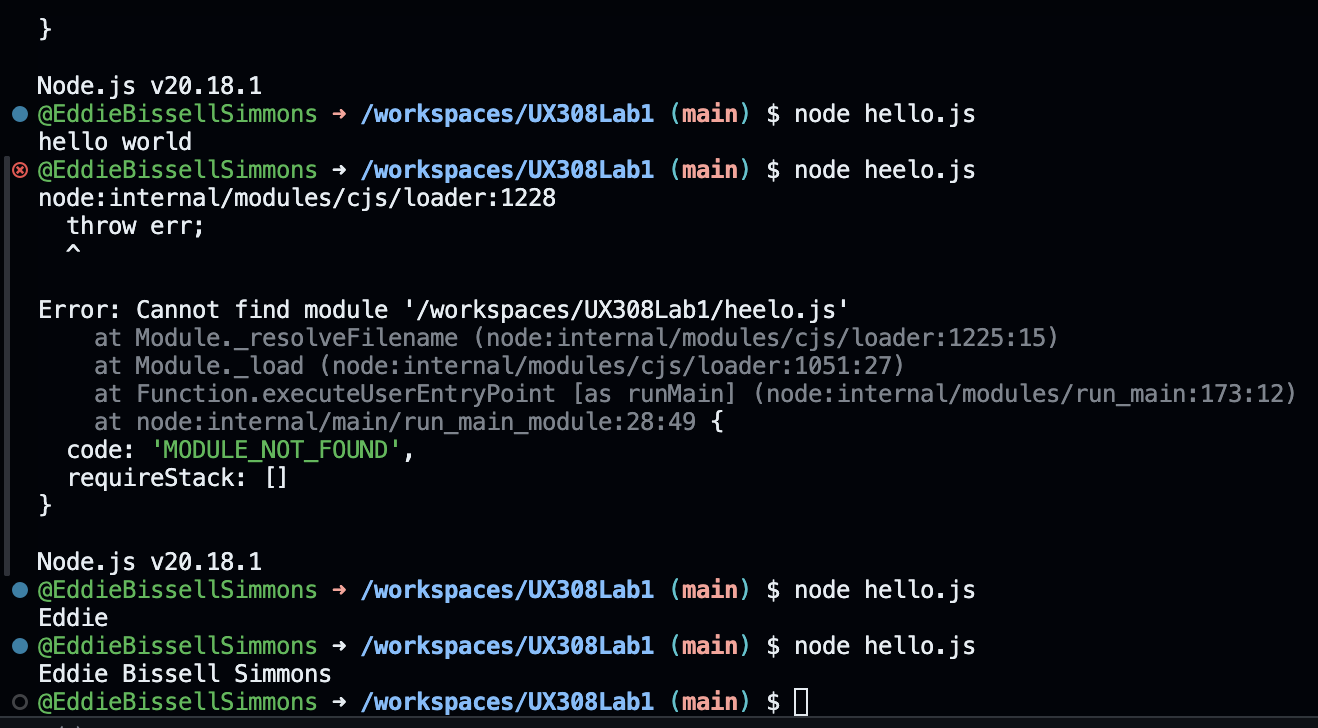 }
Node.js v20.18.1
@EddieBissellSimmons ➜ /workspaces/UX308Lab1 (main) $ node hello.js
hello world
@EddieBissellSimmons ➜ /workspaces/UX308Lab1 (main) $ node heelo.js
node:internal/modules/cjs/loader:1228
  throw err;
  ^
Error: Cannot find module '/workspaces/UX308Lab1/heelo.js'
    at Module._resolveFilename (node:internal/modules/cjs/loader:1225:15)
    at Module._load (node:internal/modules/cjs/loader:1051:27)
    at Function.executeUserEntryPoint [as runMain] (node:internal/modules/run_main:173:12)
    at node:internal/main/run_main_module:28:49 {
  code: 'MODULE_NOT_FOUND',
  requireStack: []
}
Node.js v20.18.1
@EddieBissellSimmons ➜ /workspaces/UX308Lab1 (main) $ node hello.js
Eddie
@EddieBissellSimmons ➜ /workspaces/UX308Lab1 (main) $ node hello.js
Eddie Bissell Simmons
@EddieBissellSimmons ➜ /workspaces/UX308Lab1 (main) $